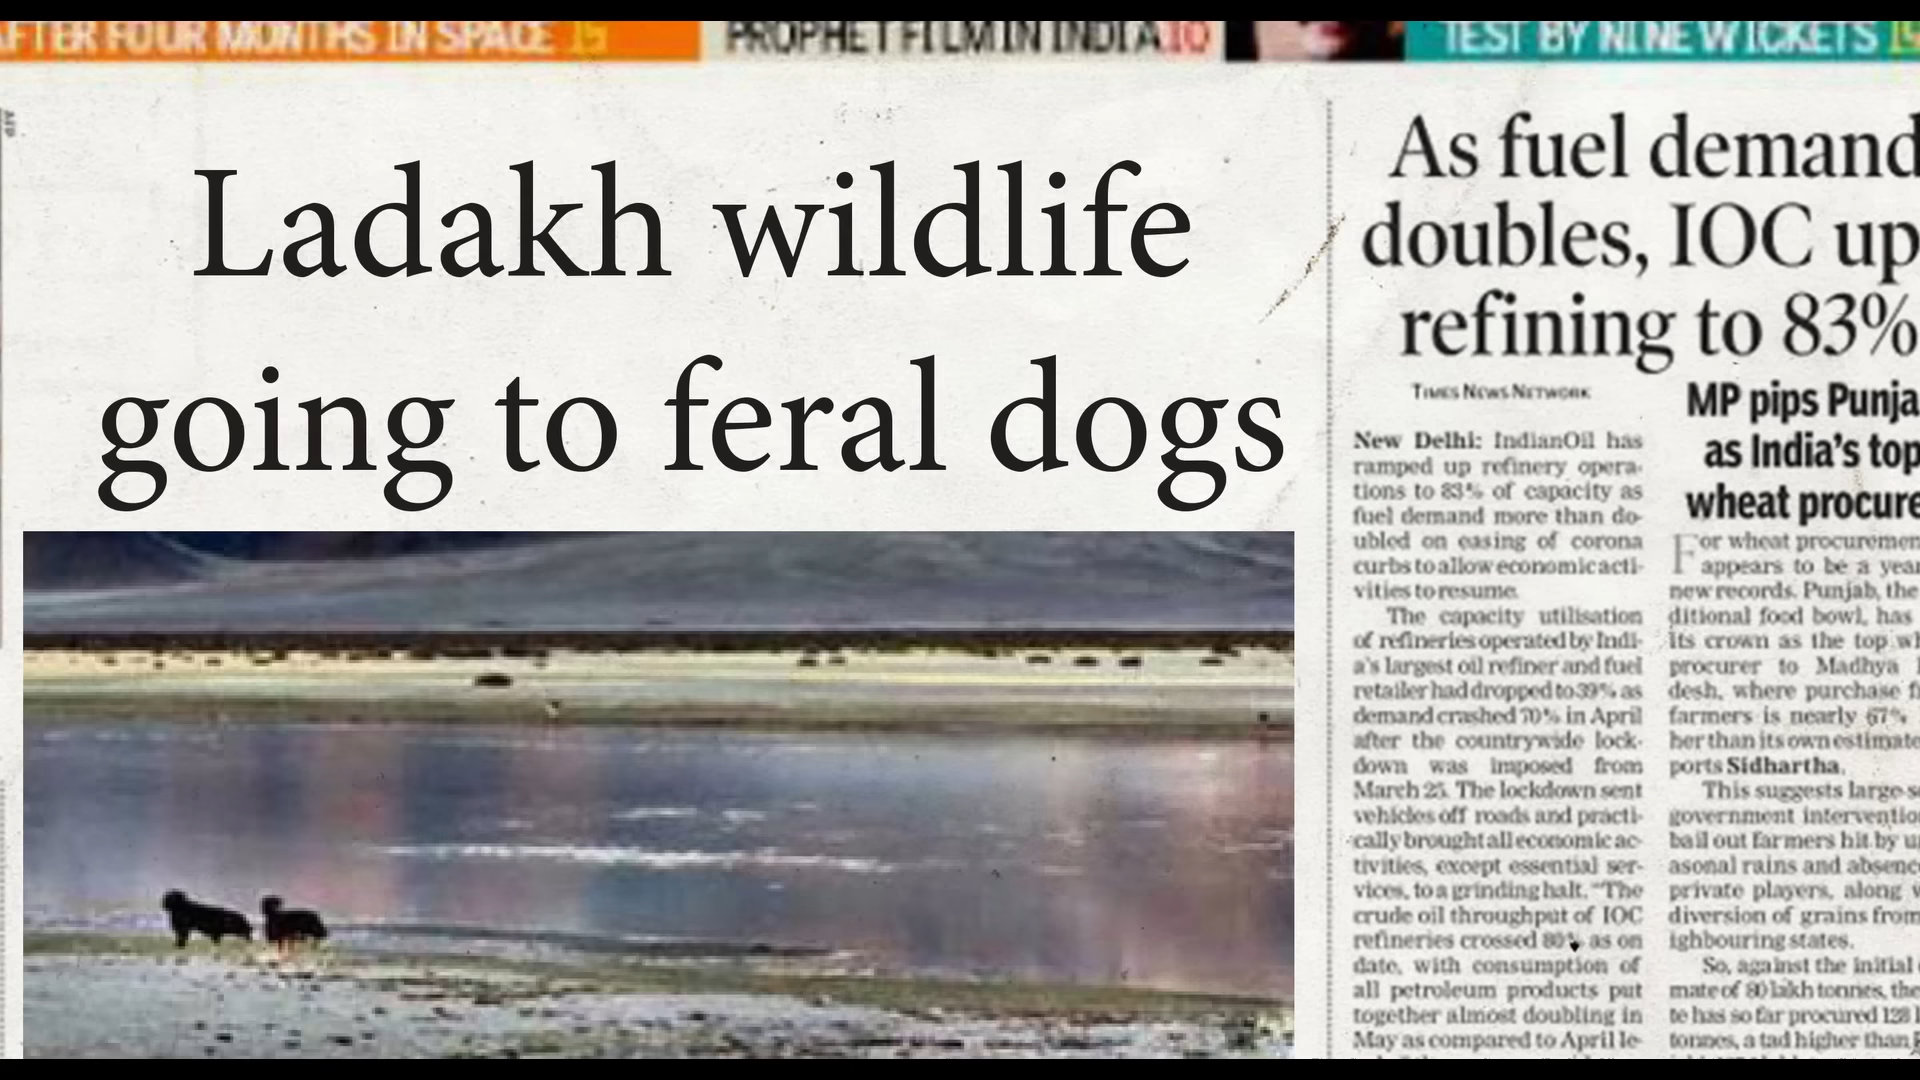 AFTER FOUR MONTHS IN SPACE 15
PROPHET FILM IN INDIA 10
TEST BY NINE WICKETS
Ladakh wildlife
going to feral dogs
As fuel demand
doubles, IOC up
refining to 83%
TIMES NEWS NETWORK
New Delhi: IndianOil has
ramped up refinery opera-
tions to 83% of capacity as
fuel demand more than do-
ubled on easing of corona
curbs to allow economic acti-
vities to resume.
The capacity utilisation
of refineries operated by Indi-
a's largest oil refiner and fuel
retailer had dropped to 39% as
demand crashed 70% in April
after the countrywide lock-
down was imposed from
March 25. The lockdown sent
vehicles off roads and practi-
cally brought all economic ac-
tivities, except essential ser-
vices, to a grinding halt. "The
crude oil throughput of IOC
refineries crossed 80% as on
date, with consumption of
all petroleum products put
together almost doubling in
May as compared to April le-
MP pips Punja
as India's top
wheat procure
For wheat procuremen
appears to be a year
new records. Punjab, the
ditional food bowl, has
its crown as the top wh
procurer to Madhya
desh, where purchase f
farmers is nearly 67%
her than its own estimate
ports Sidhartha.
This suggests large-s
government intervention
bail out farmers hit by u
asonal rains and absence
private players, along w
diversion of grains from
ighbouring states.
So, against the initial
mate of 80 lakh tonnes, the
te has so far procured 128 l
tonnes, a tad higher than P